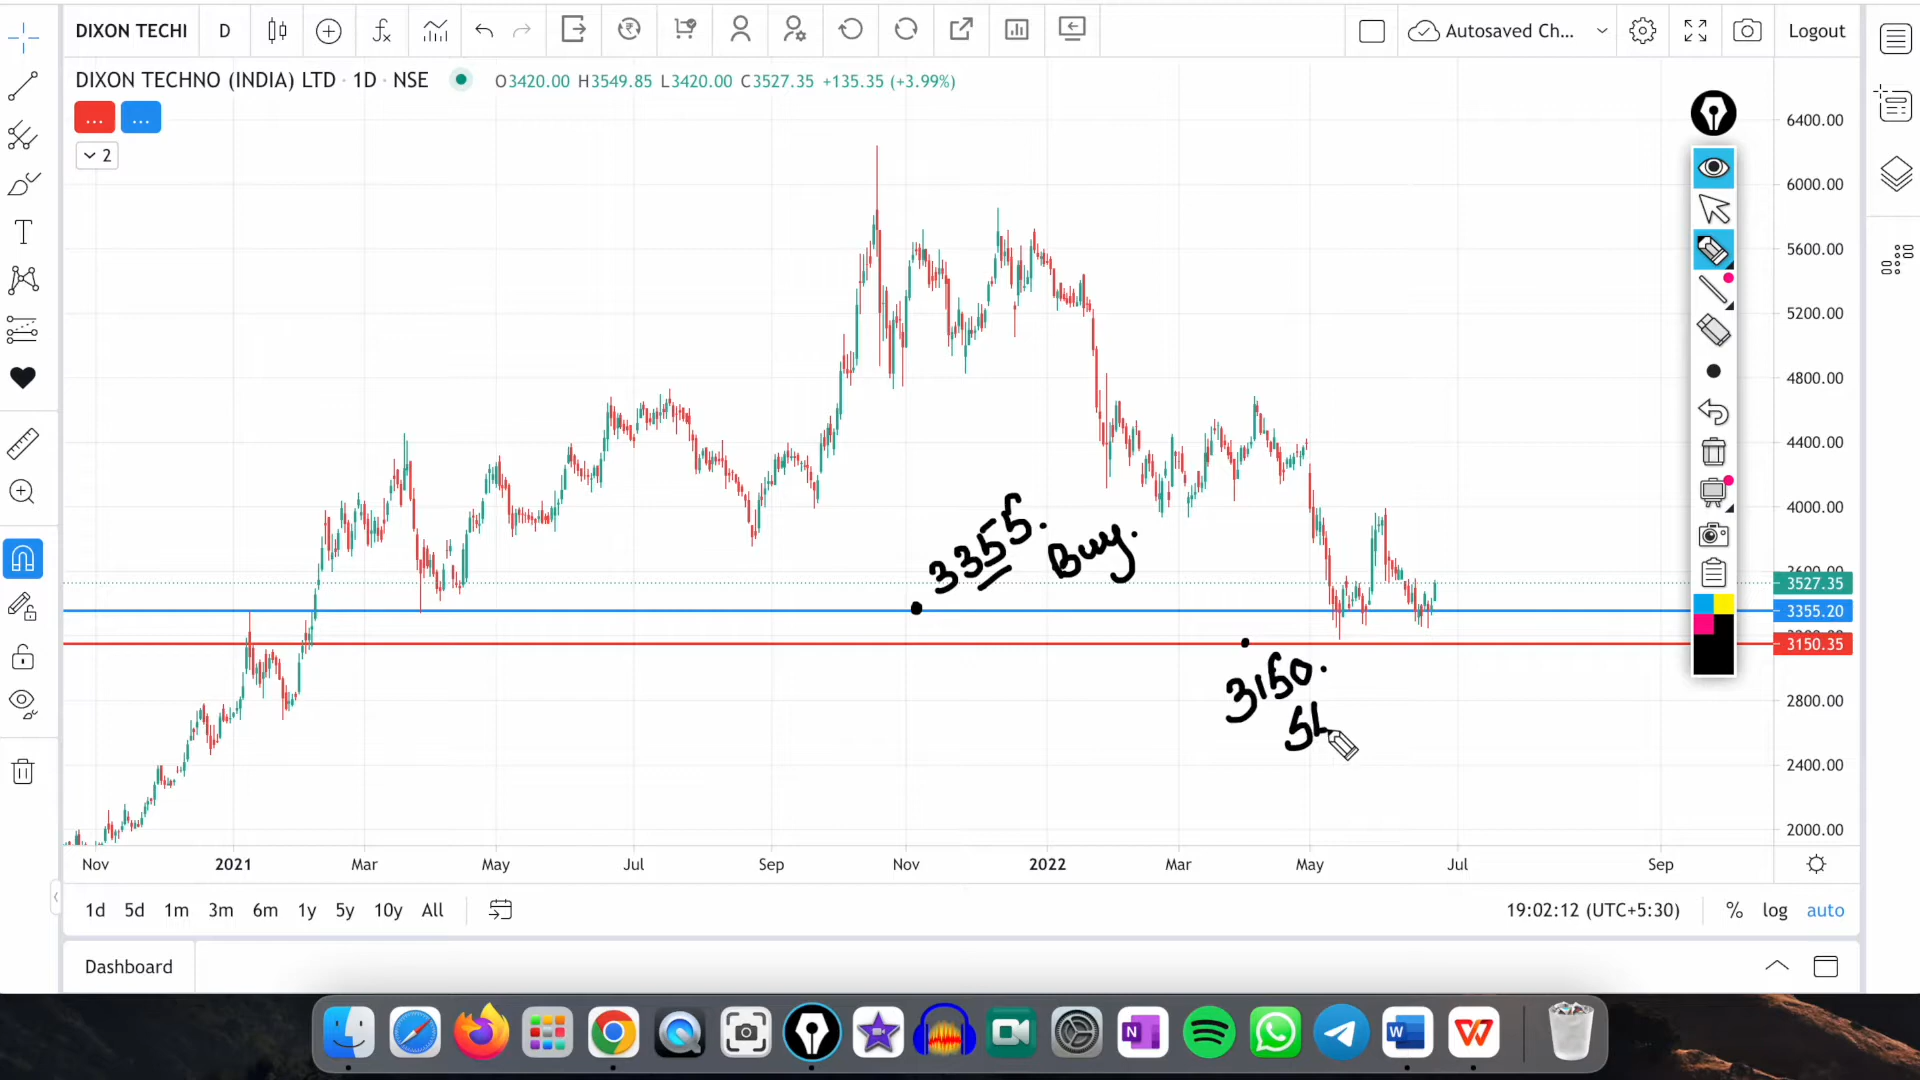 DIXON TECHI
D
Autosaved Ch...
Logout
DIXON TECHNO (INDIA) LTD · 1D · NSE
O3420.00 H3549.85 L3420.00 C3527.35 +135.35 (+3.99%)
...
...
2
6400.00
6000.00
5600.00
5200.00
4800.00
4400.00
4000.00
3600.00
3527.35
3355.20
3200.00
3150.35
2800.00
2400.00
2000.00
3355.
Buy.
3150.
SL
Nov 2021 Mar May Jul Sep Nov 2022 Mar May Jul Sep
1d 5d 1m 3m 6m 1y 5y 10y All
19:02:12 (UTC+5:30)
% log auto
Dashboard